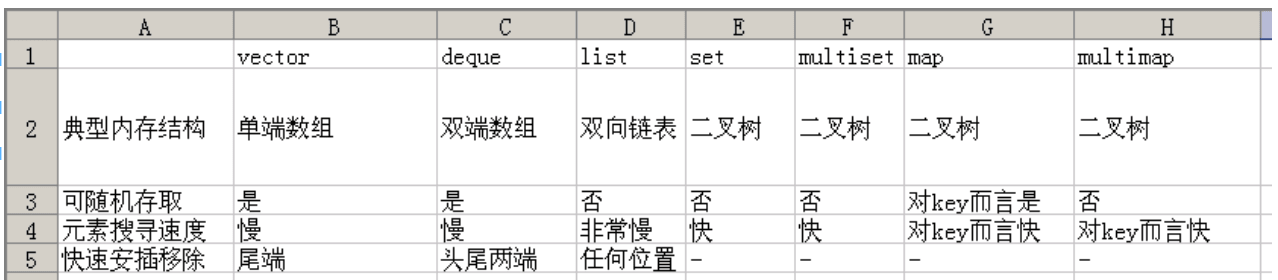 A B C D E F G H
1 vector deque list set multiset map multimap
2 典型内存结构 单端数组 双端数组 双向链表 二叉树 二叉树 二叉树 二叉树
3 可随机存取 是 是 否 否 否 对key而言是 否
4 元素搜寻速度 慢 慢 非常慢 快 快 对key而言快 对key而言快
5 快速安插移除 尾端 头尾两端 任何位置 - - - -